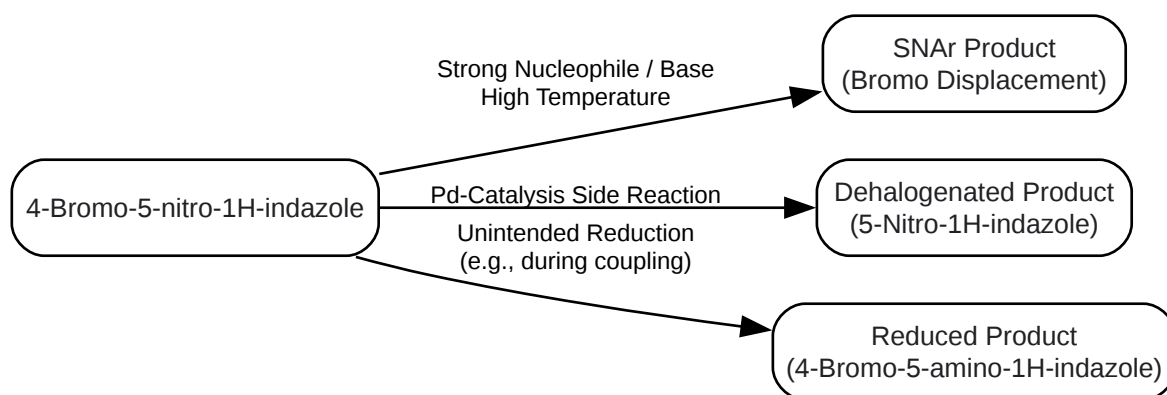 SNAr Product
(Bromo Displacement)
Strong Nucleophile / Base
High Temperature
4-Bromo-5-nitro-1H-indazole
Pd-Catalysis Side Reaction
Dehalogenated Product
(5-Nitro-1H-indazole)
Unintended Reduction
(e.g., during coupling)
Reduced Product
(4-Bromo-5-amino-1H-indazole)